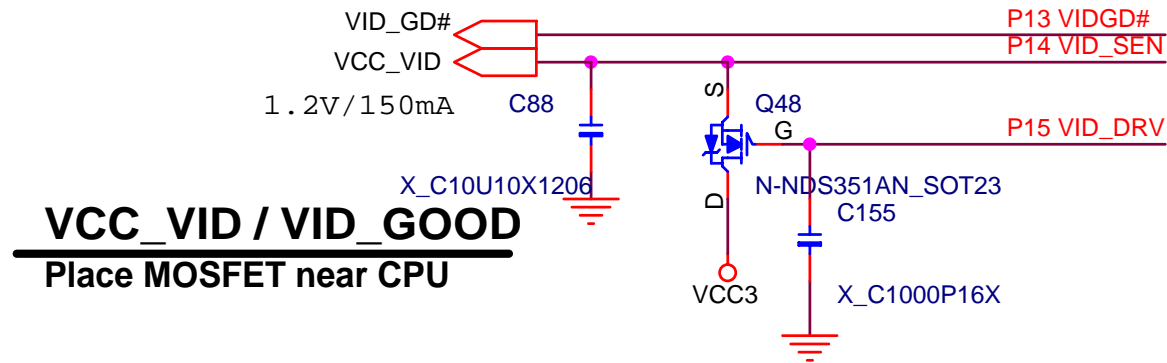 VID_GD# P13 VIDGD#
VCC_VID P14 VID_SEN
1.2V/150mA C88 S Q48
G P15 VID_DRV
X_C10U10X1206 D N-NDS351AN_SOT23
C155
VCC_VID / VID_GOOD
Place MOSFET near CPU
VCC3 X_C1000P16X